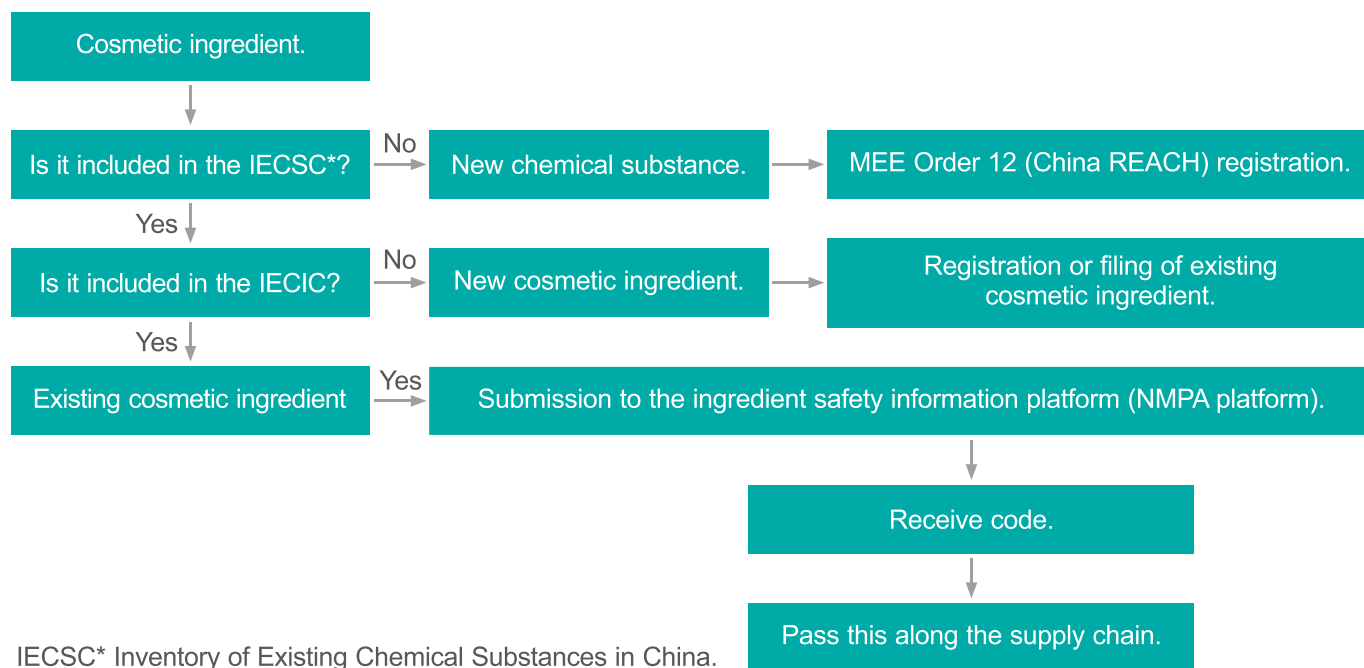 Cosmetic ingredient.
Is it included in the IECSC*?
No
New chemical substance.
MEE Order 12 (China REACH) registration.
Yes
Is it included in the IECIC?
No
New cosmetic ingredient.
Registration or filing of existing
cosmetic ingredient.
Yes
Existing cosmetic ingredient
Yes
Submission to the ingredient safety information platform (NMPA platform).
Receive code.
Pass this along the supply chain.
IECSC* Inventory of Existing Chemical Substances in China.